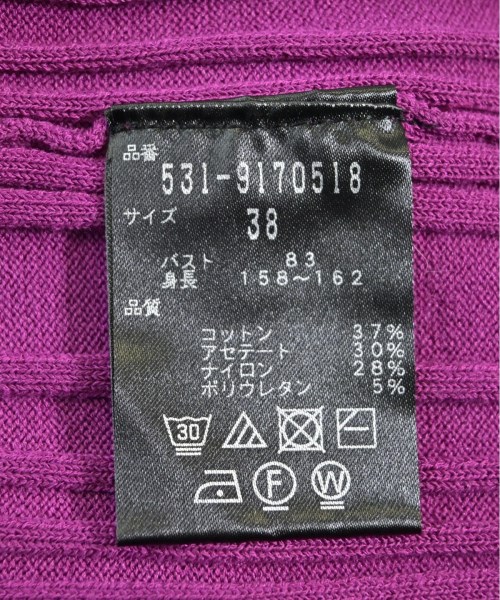 品番
531-9170518
サイズ
38
バスト 83
身長 158～162
品質
コットン 37%
アセテート 30%
ナイロン 28%
ポリウレタン 5%
30
F W